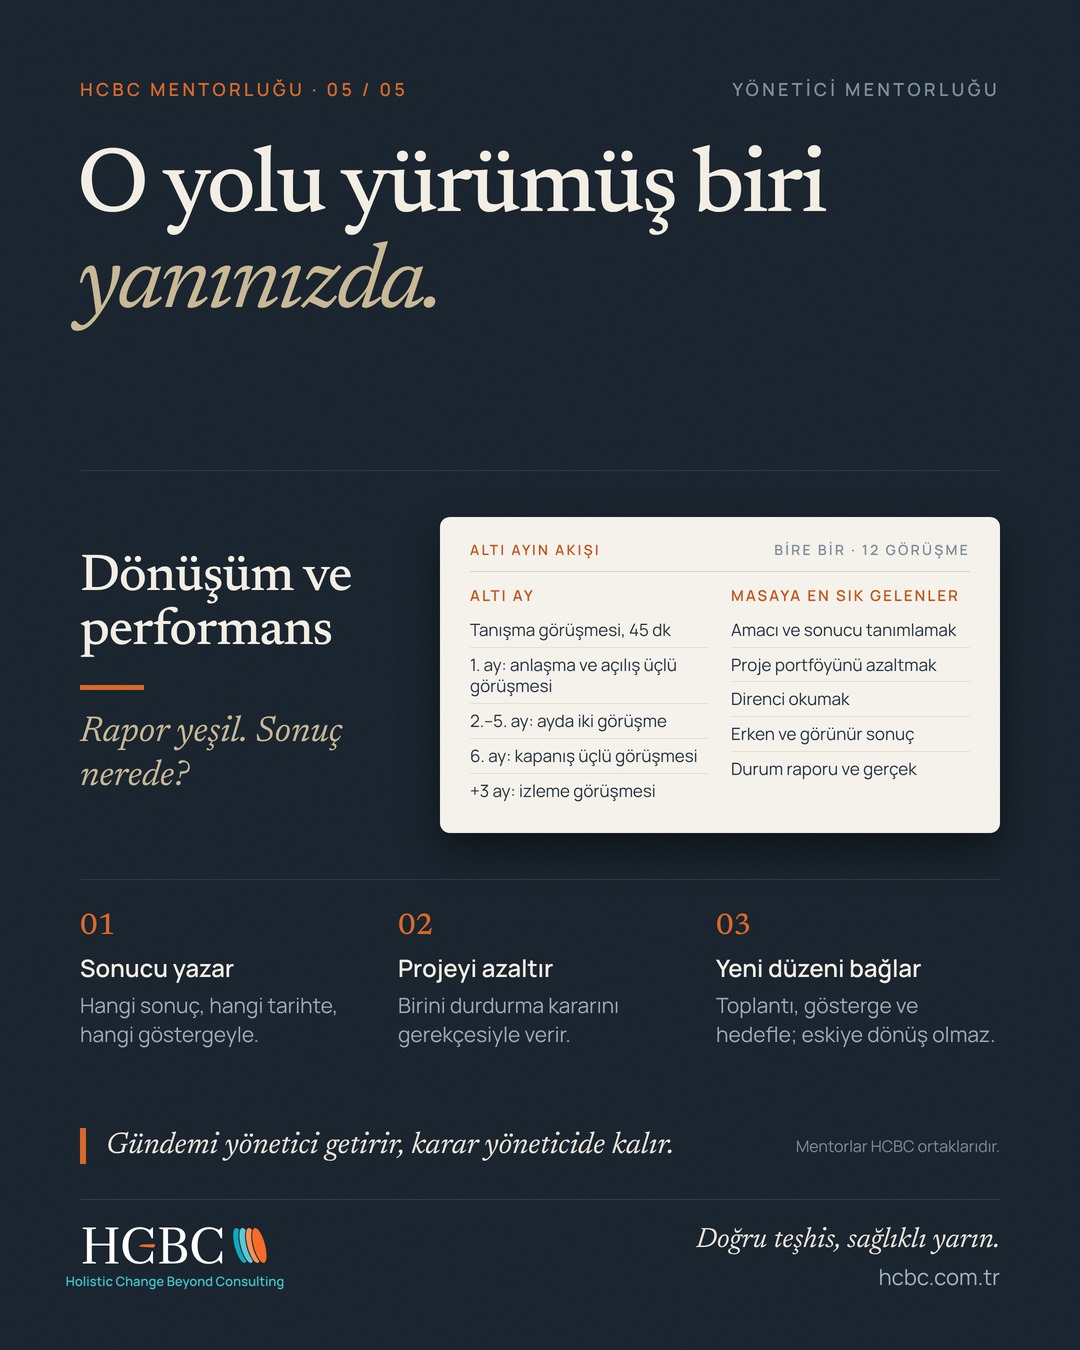 HCBC MENTORLUĞU · 05 / 05
YÖNETİCİ MENTORLUĞU
O yolu yürümüş biri
yanınızda.
Dönüşüm ve
performans
Rapor yeşil. Sonuç
nerede?
ALTI AYIN AKIŞI
BİRE BİR · 12 GÖRÜŞME
ALTI AY
Tanışma görüşmesi, 45 dk
1. ay: anlaşma ve açılış üçlü
görüşmesi
2.–5. ay: ayda iki görüşme
6. ay: kapanış üçlü görüşmesi
+3 ay: izleme görüşmesi
MASAYA EN SIK GELENLER
Amacı ve sonucu tanımlamak
Proje portföyünü azaltmak
Direnci okumak
Erken ve görünür sonuç
Durum raporu ve gerçek
01
Sonucu yazar
Hangi sonuç, hangi tarihte,
hangi göstergeyle.
02
Projeyi azaltır
Birini durdurma kararını
gerekçesiyle verir.
03
Yeni düzeni bağlar
Toplantı, gösterge ve
hedefle; eskiye dönüş olmaz.
Gündemi yönetici getirir, karar yöneticide kalır.
Mentorlar HCBC ortaklarıdır.
HCBC
Holistic Change Beyond Consulting
Doğru teşhis, sağlıklı yarın.
hcbc.com.tr